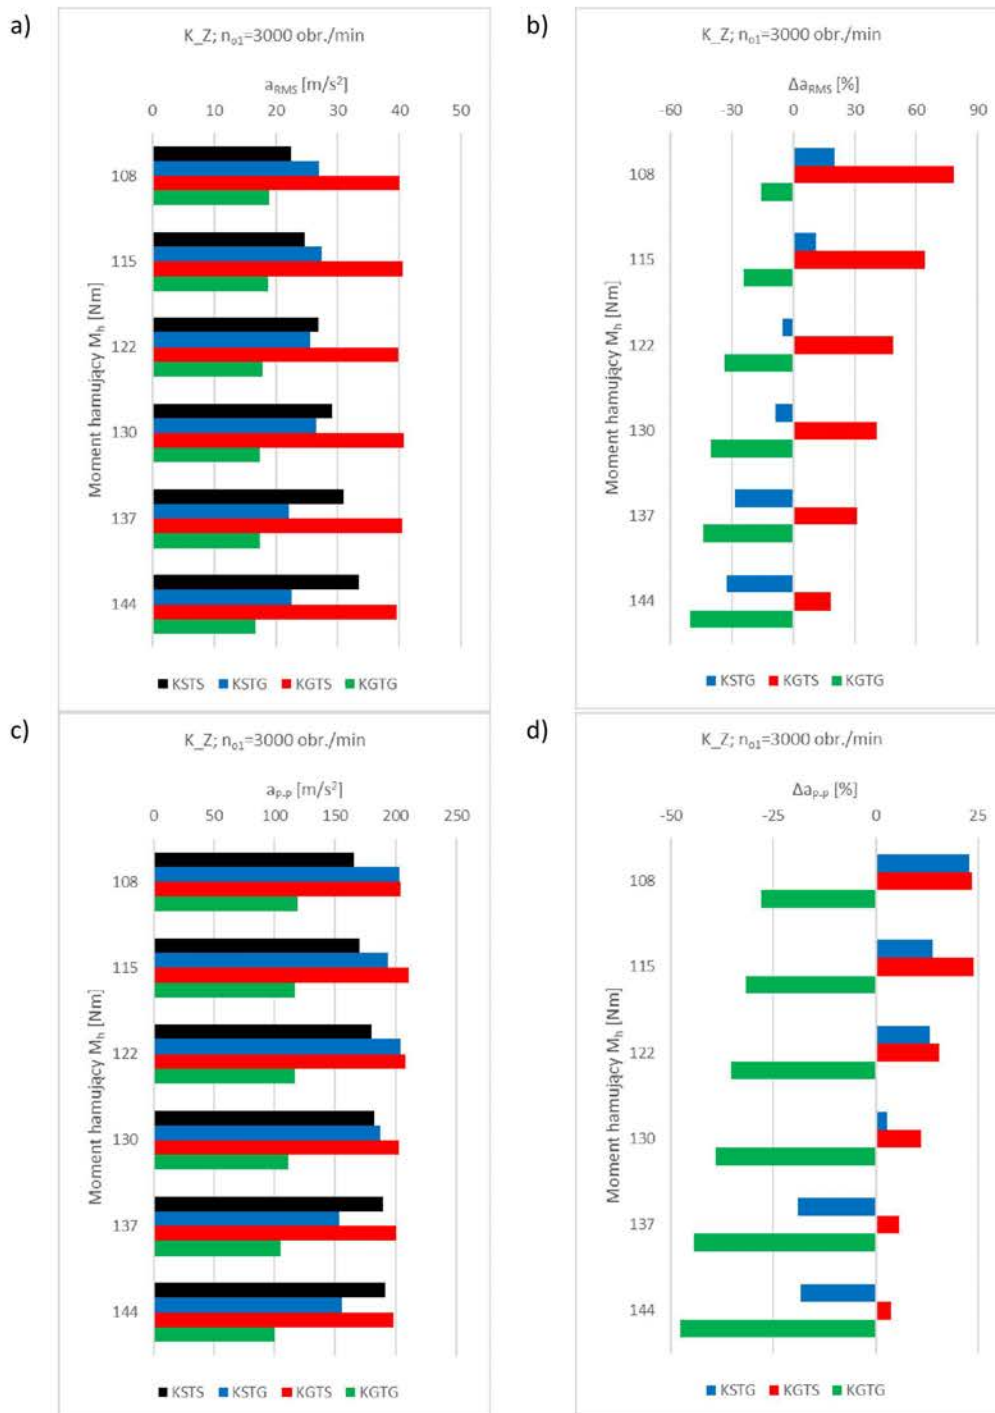 a)
K_Z; nₒ₁=3000 obr./min
a_RMS [m/s²]
0 10 20 30 40 50
Moment hamujący Mₕ [Nm]
108
115
122
130
137
144
KSTS KSTG KGTS KGTG
b)
K_Z; nₒ₁=3000 obr./min
Δa_RMS [%]
-60 -30 0 30 60 90
Moment hamujący Mₕ [Nm]
108
115
122
130
137
144
KSTG KGTS KGTG
c)
K_Z; nₒ₁=3000 obr./min
a_P-P [m/s²]
0 50 100 150 200 250
Moment hamujący Mₕ [Nm]
108
115
122
130
137
144
KSTS KSTG KGTS KGTG
d)
K_Z; nₒ₁=3000 obr./min
Δa_P-P [%]
-50 -25 0 25
Moment hamujący Mₕ [Nm]
108
115
122
130
137
144
KSTG KGTS KGTG